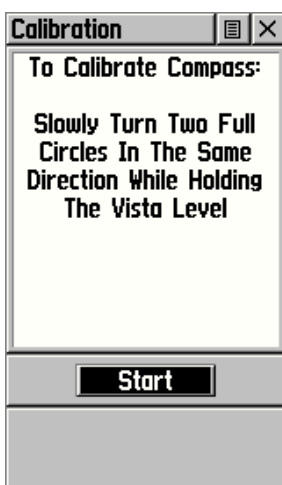 Calibration
To Calibrate Compass:
Slowly Turn Two Full
Circles In The Same
Direction While Holding
The Vista Level
Start